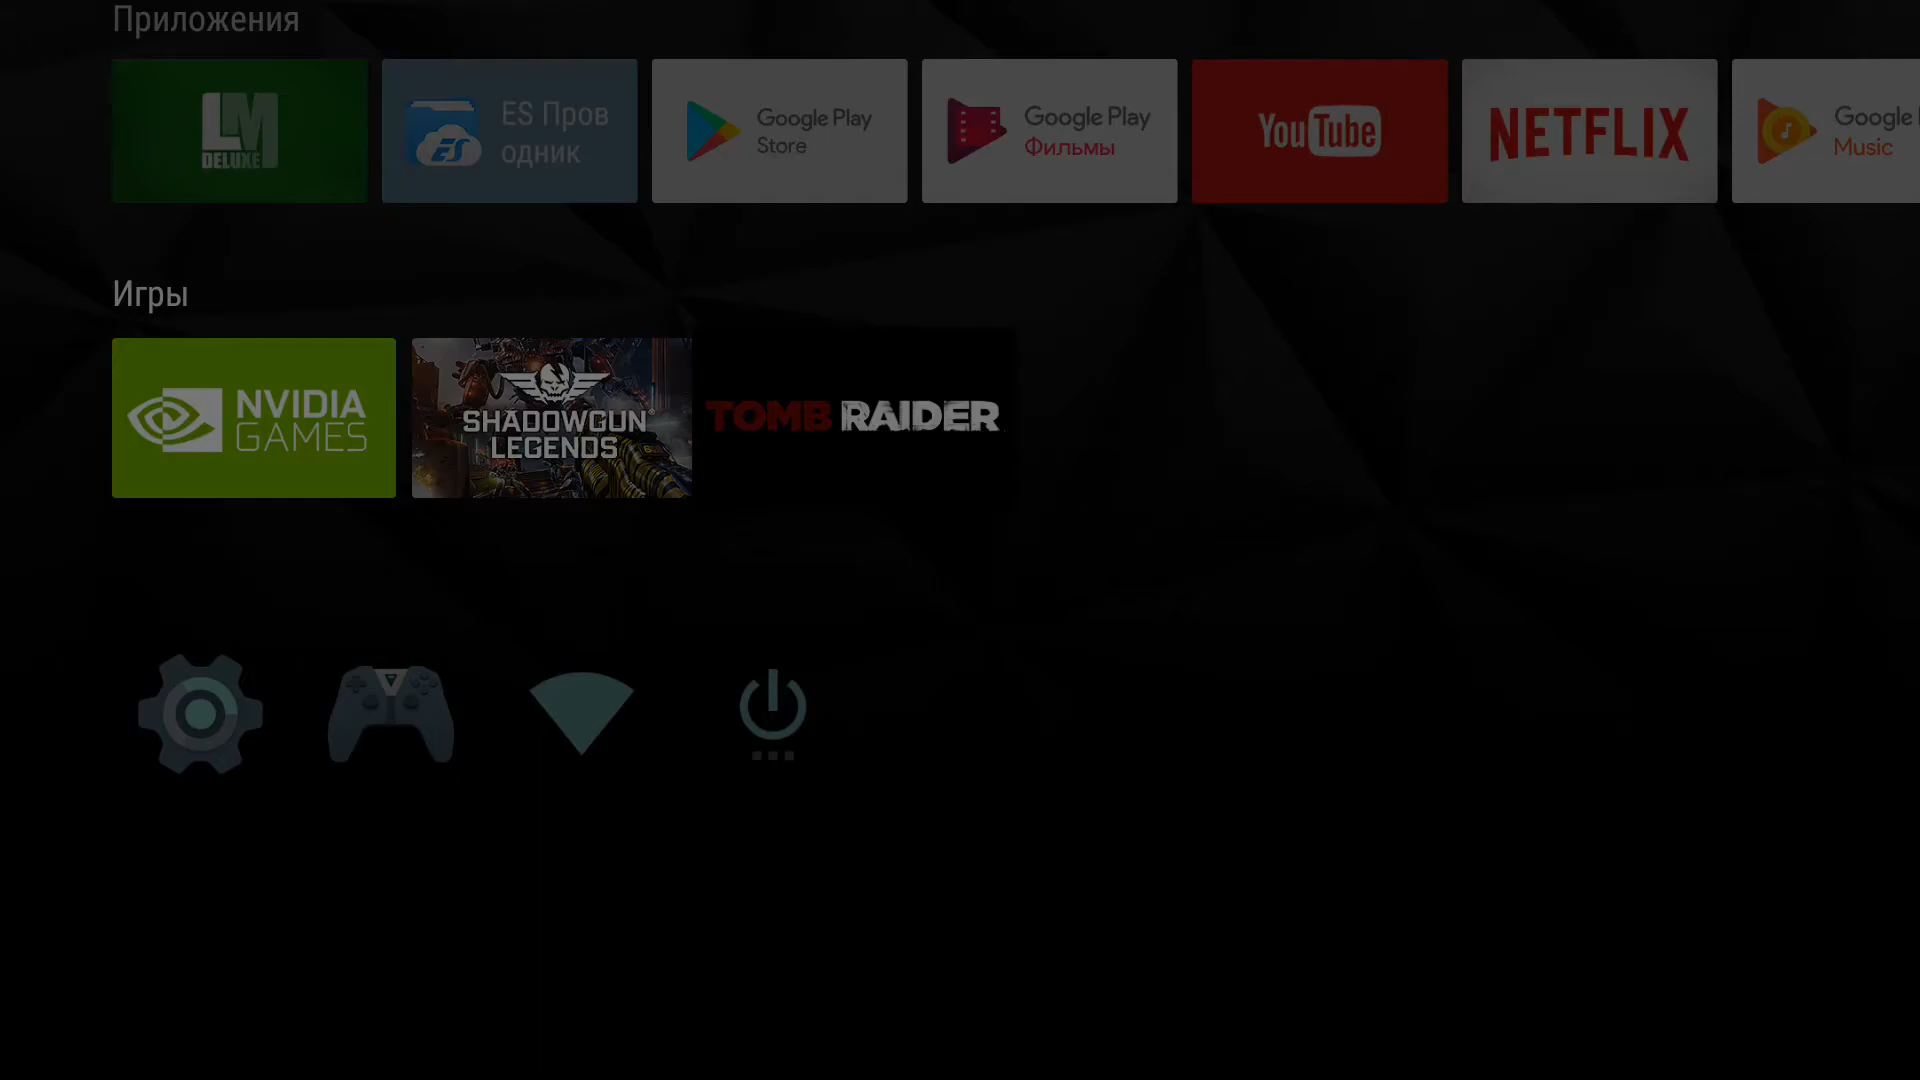 Приложения
LM
DELUXE
ES Пров
одник
Google Play
Store
Google Play
Фильмы
YouTube
NETFLIX
Google
Music
Игры
NVIDIA
GAMES
SHADOWGUN
LEGENDS
TOMB RAIDER